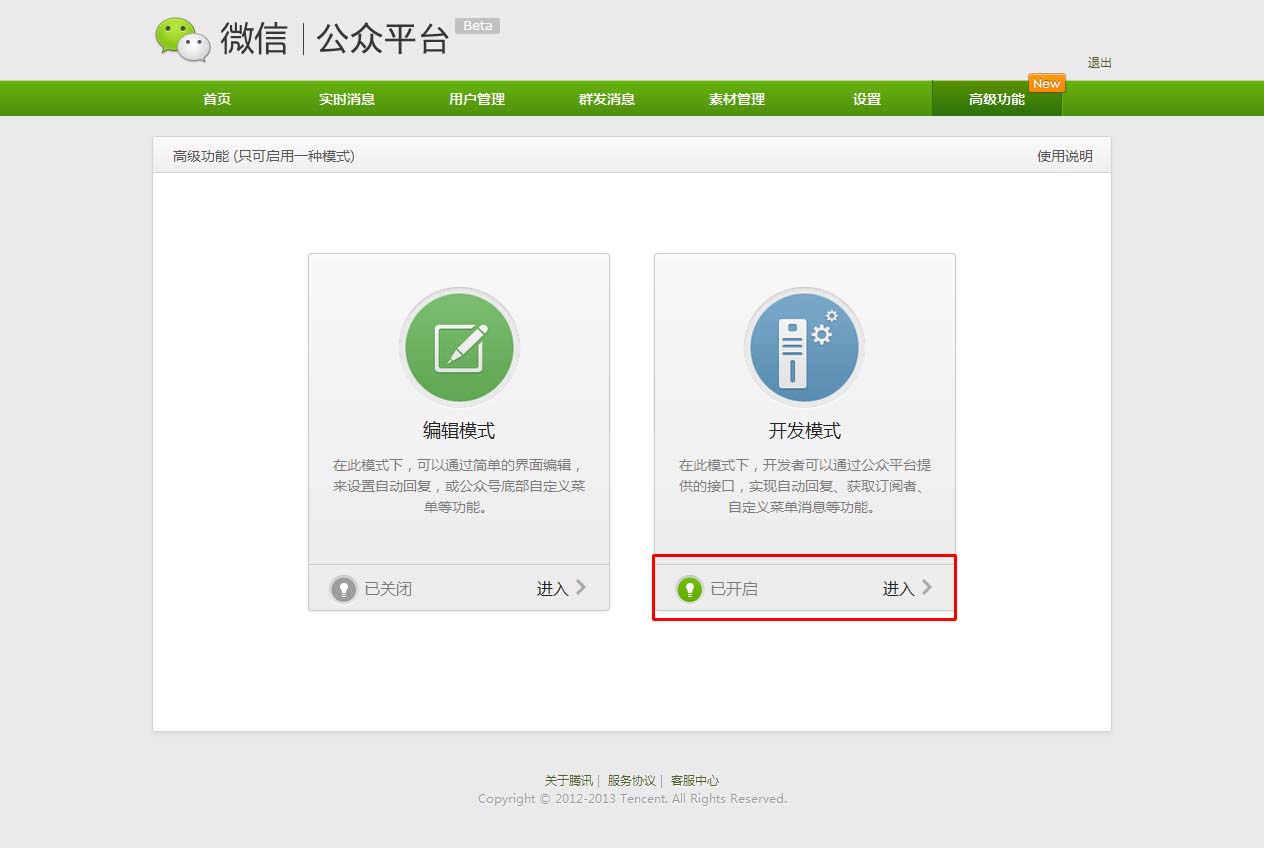 微信 | 公众平台 Beta
退出
New
首页 实时消息 用户管理 群发消息 素材管理 设置 高级功能
高级功能 (只可启用一种模式) 使用说明
编辑模式
在此模式下，可以通过简单的界面编辑，
来设置自动回复，或公众号底部自定义菜
单等功能。
已关闭 进入
开发模式
在此模式下，开发者可以通过公众平台提
供的接口，实现自动回复、获取订阅者、
自定义菜单消息等功能。
已开启 进入
关于腾讯 | 服务协议 | 客服中心
Copyright © 2012-2013 Tencent. All Rights Reserved.